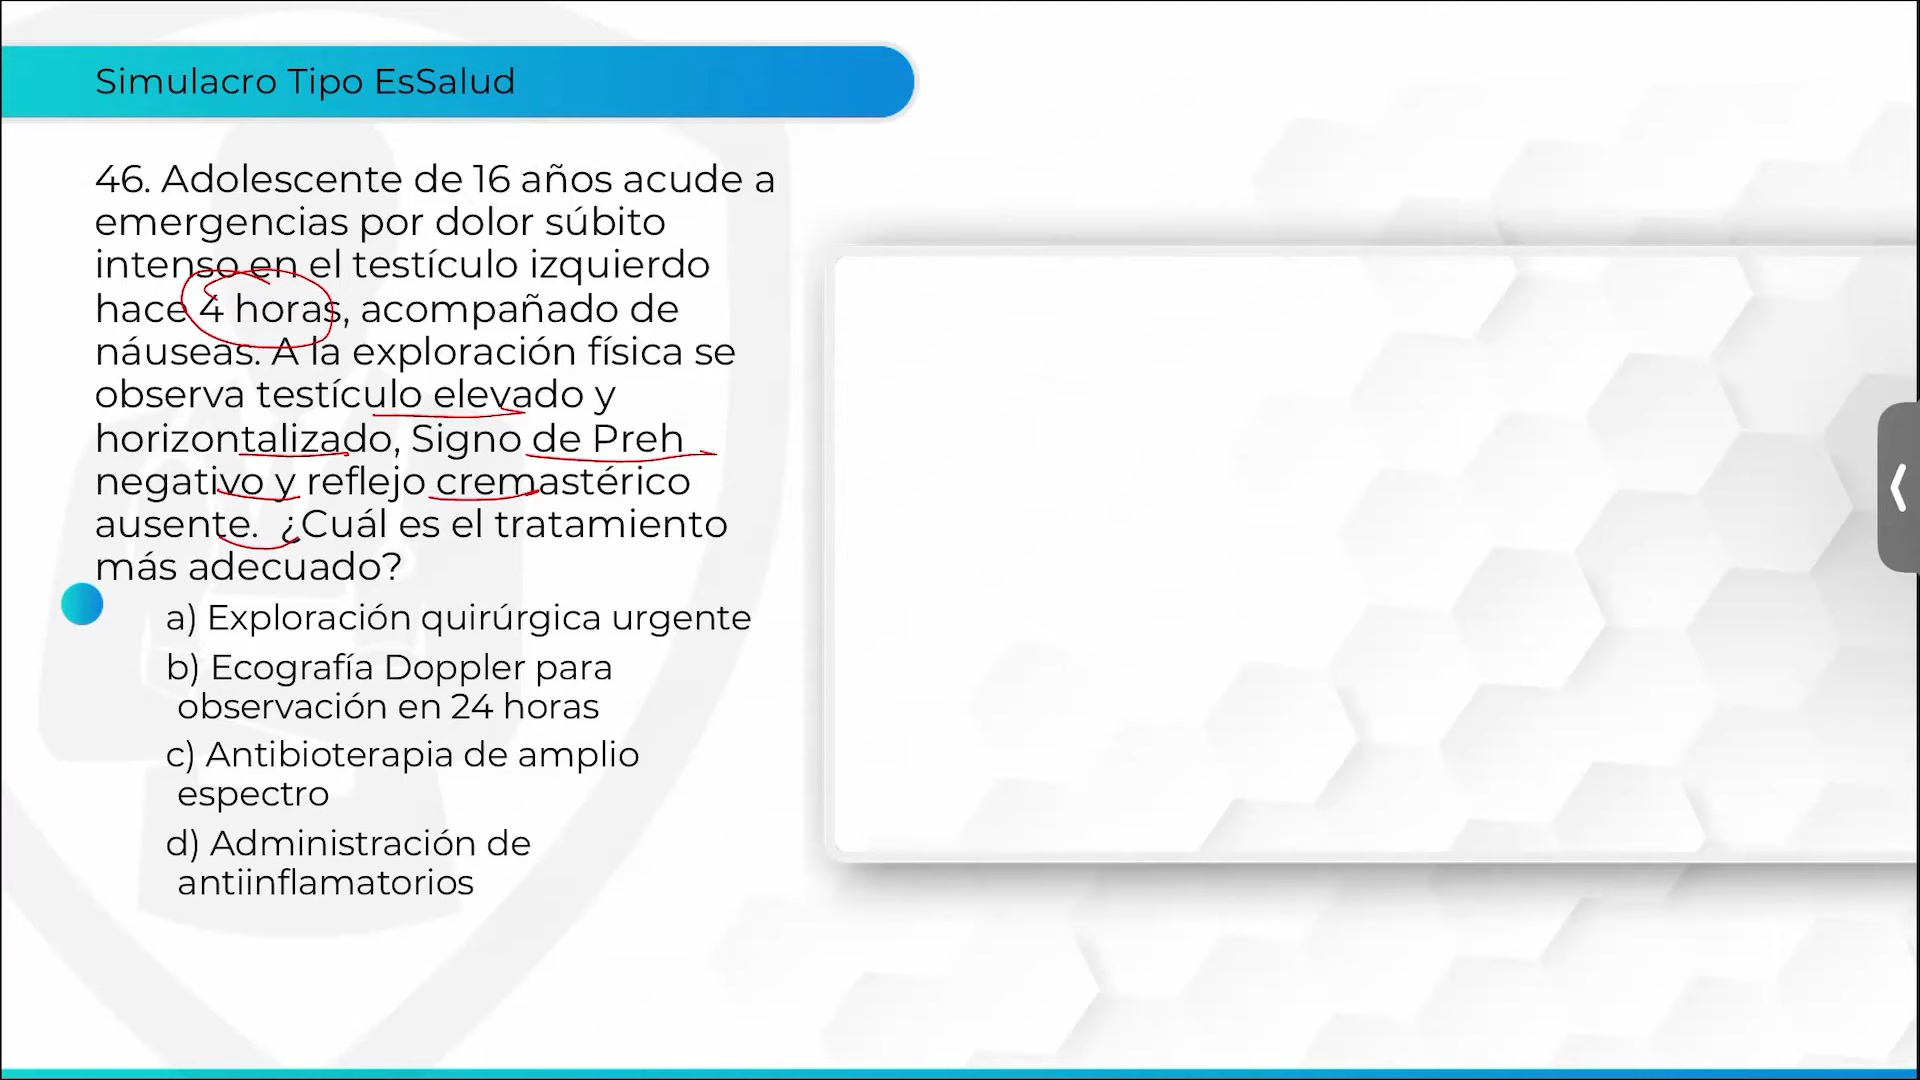 Simulacro Tipo EsSalud
46. Adolescente de 16 años acude a
emergencias por dolor súbito
intenso en el testículo izquierdo
hace 4 horas, acompañado de
náuseas. A la exploración física se
observa testículo elevado y
horizontalizado, Signo de Preh
negativo y reflejo cremastérico
ausente. ¿Cuál es el tratamiento
más adecuado?
a) Exploración quirúrgica urgente
b) Ecografía Doppler para
observación en 24 horas
c) Antibioterapia de amplio
espectro
d) Administración de
antiinflamatorios